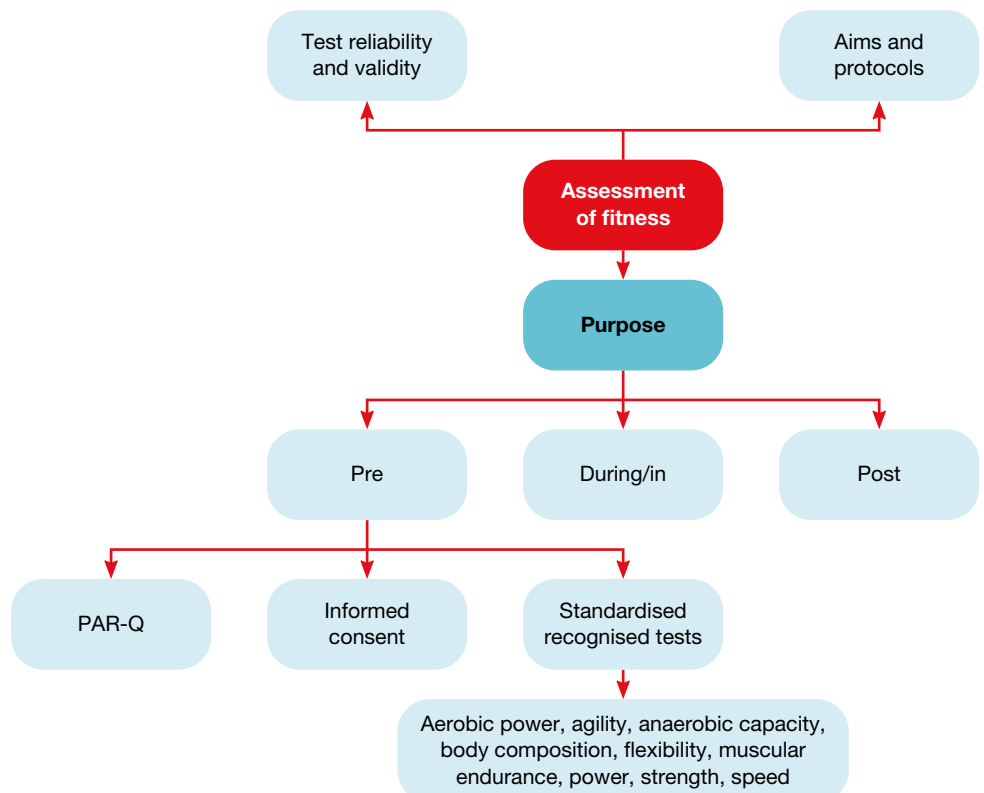 Test reliability
and validity
Aims and
protocols
Assessment
of fitness
Purpose
Pre
During/in
Post
PAR-Q
Informed
consent
Standardised
recognised tests
Aerobic power, agility, anaerobic capacity,
body composition, flexibility, muscular
endurance, power, strength, speed